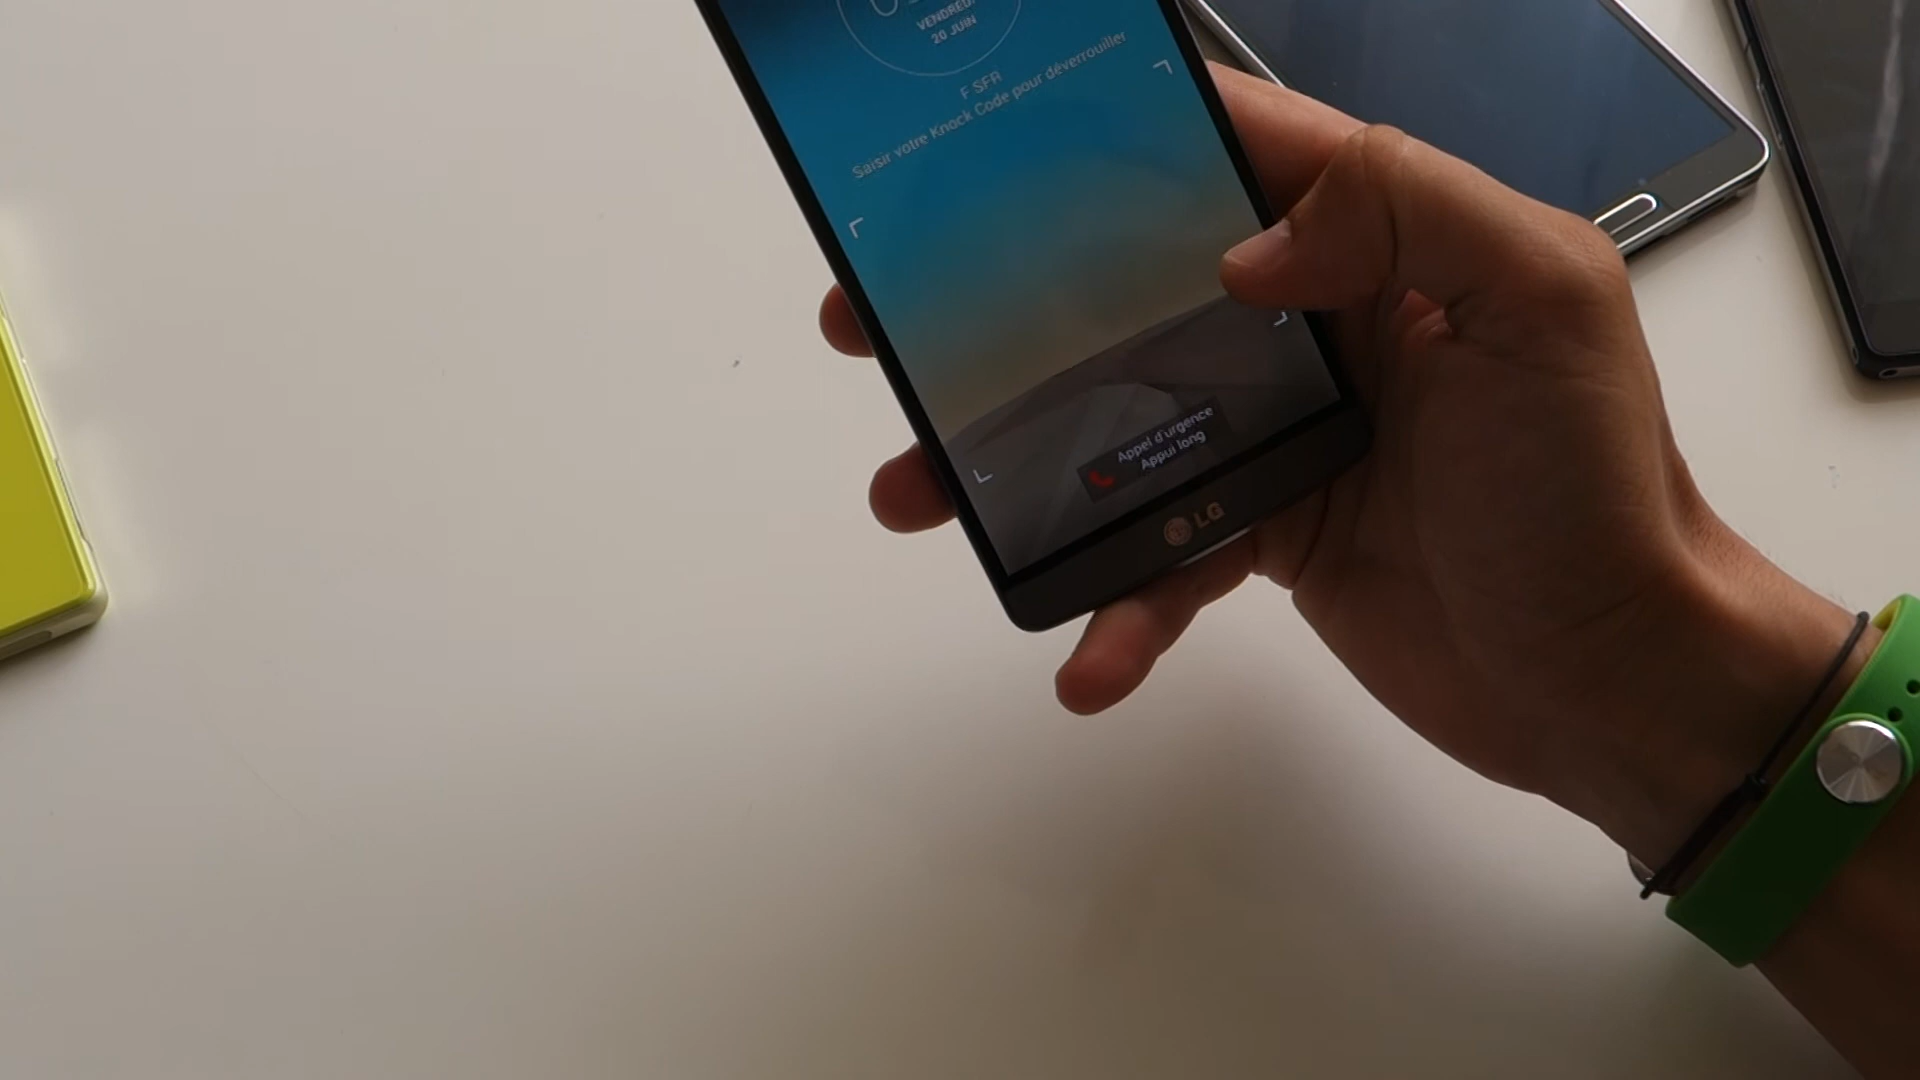 VENDREDI
20 JUIN
F SFR
Saisir votre Knock Code pour déverrouiller
Appel d'urgence
Appui long
LG